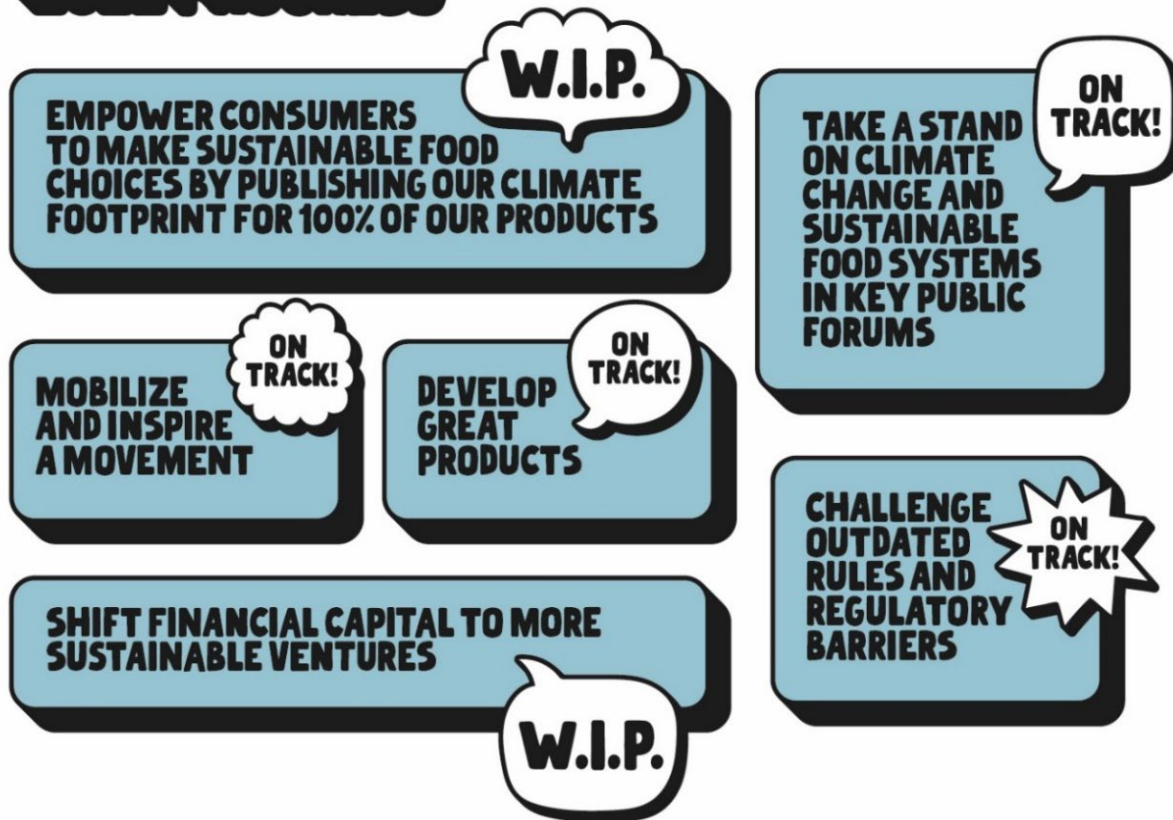 W.I.P.
EMPOWER CONSUMERS
TO MAKE SUSTAINABLE FOOD
CHOICES BY PUBLISHING OUR CLIMATE
FOOTPRINT FOR 100% OF OUR PRODUCTS
ON
TRACK!
TAKE A STAND
ON CLIMATE
CHANGE AND
SUSTAINABLE
FOOD SYSTEMS
IN KEY PUBLIC
FORUMS
ON
TRACK!
MOBILIZE
AND INSPIRE
A MOVEMENT
ON
TRACK!
DEVELOP
GREAT
PRODUCTS
ON
TRACK!
CHALLENGE
OUTDATED
RULES AND
REGULATORY
BARRIERS
SHIFT FINANCIAL CAPITAL TO MORE
SUSTAINABLE VENTURES
W.I.P.